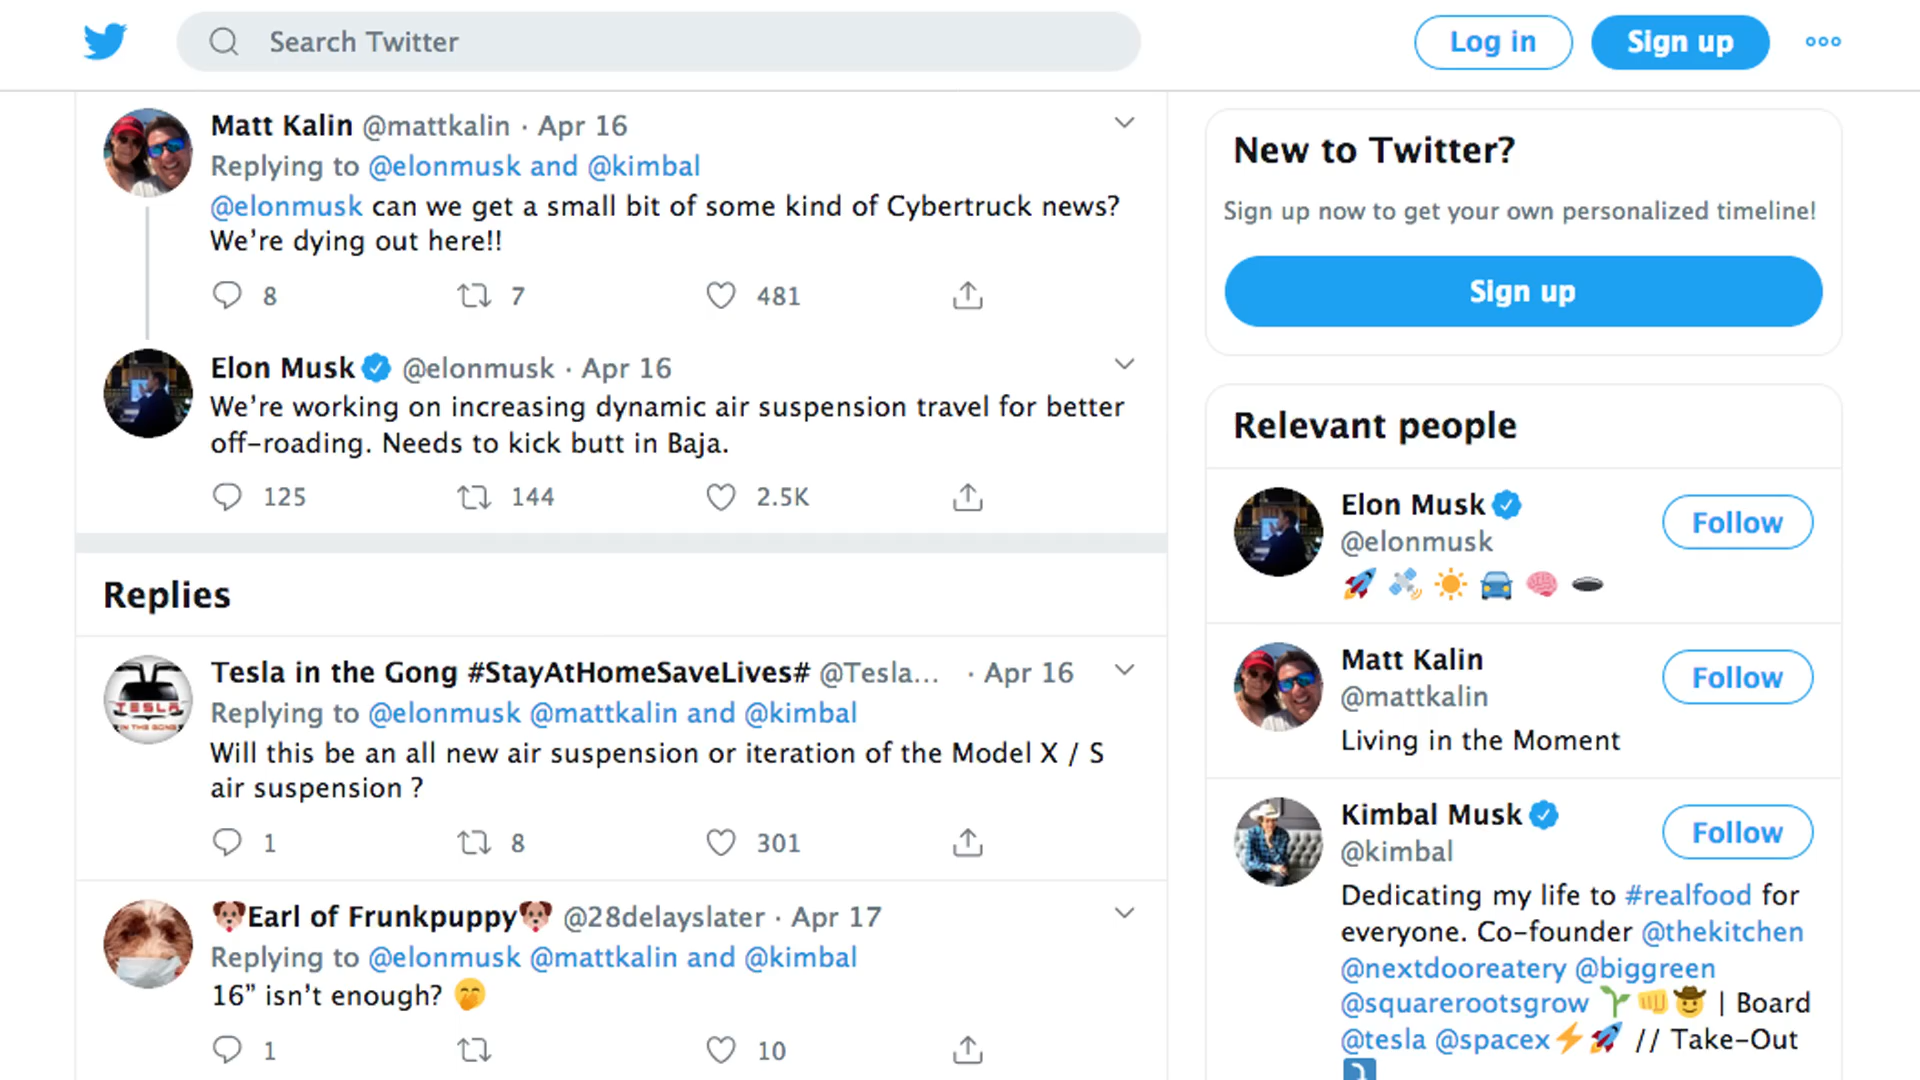 Search Twitter
Log in
Sign up
Matt Kalin @mattkalin · Apr 16
Replying to @elonmusk and @kimbal
@elonmusk can we get a small bit of some kind of Cybertruck news?
We’re dying out here!!
8 7 481
Elon Musk @elonmusk · Apr 16
We’re working on increasing dynamic air suspension travel for better
off-roading. Needs to kick butt in Baja.
125 144 2.5K
Replies
Tesla in the Gong #StayAtHomeSaveLives# @Tesla... · Apr 16
TESLA
IN THE GONG
Replying to @elonmusk @mattkalin and @kimbal
Will this be an all new air suspension or iteration of the Model X / S
air suspension ?
1 8 301
🐶Earl of Frunkpuppy🐶 @28delayslater · Apr 17
Replying to @elonmusk @mattkalin and @kimbal
16” isn’t enough? 🤭
1 10
New to Twitter?
Sign up now to get your own personalized timeline!
Sign up
Relevant people
Elon Musk
Follow
@elonmusk
🚀 🛰️ ☀️ 🚘 🧠 🕳️
Matt Kalin
Follow
@mattkalin
Living in the Moment
Kimbal Musk
Follow
@kimbal
Dedicating my life to #realfood for
everyone. Co-founder @thekitchen
@nextdooreatery @biggreen
@squarerootsgrow 🌱👊🤠 | Board
@tesla @spacex⚡🚀 // Take-Out